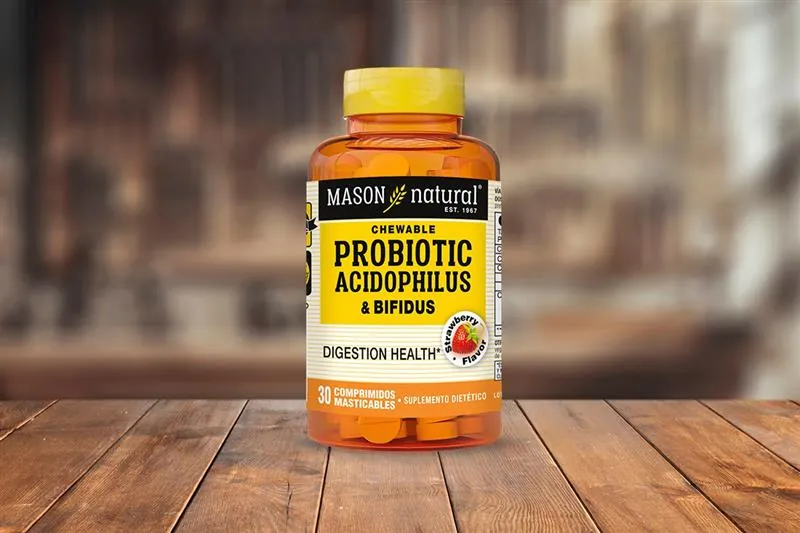 MASON natural®
EST. 1967
CHEWABLE
PROBIOTIC
ACIDOPHILUS
& BIFIDUS
Strawberry
• Flavor •
DIGESTION HEALTH*
30 COMPRIMIDOS
MASTICABLES • SUPLEMENTO DIETÉTICO